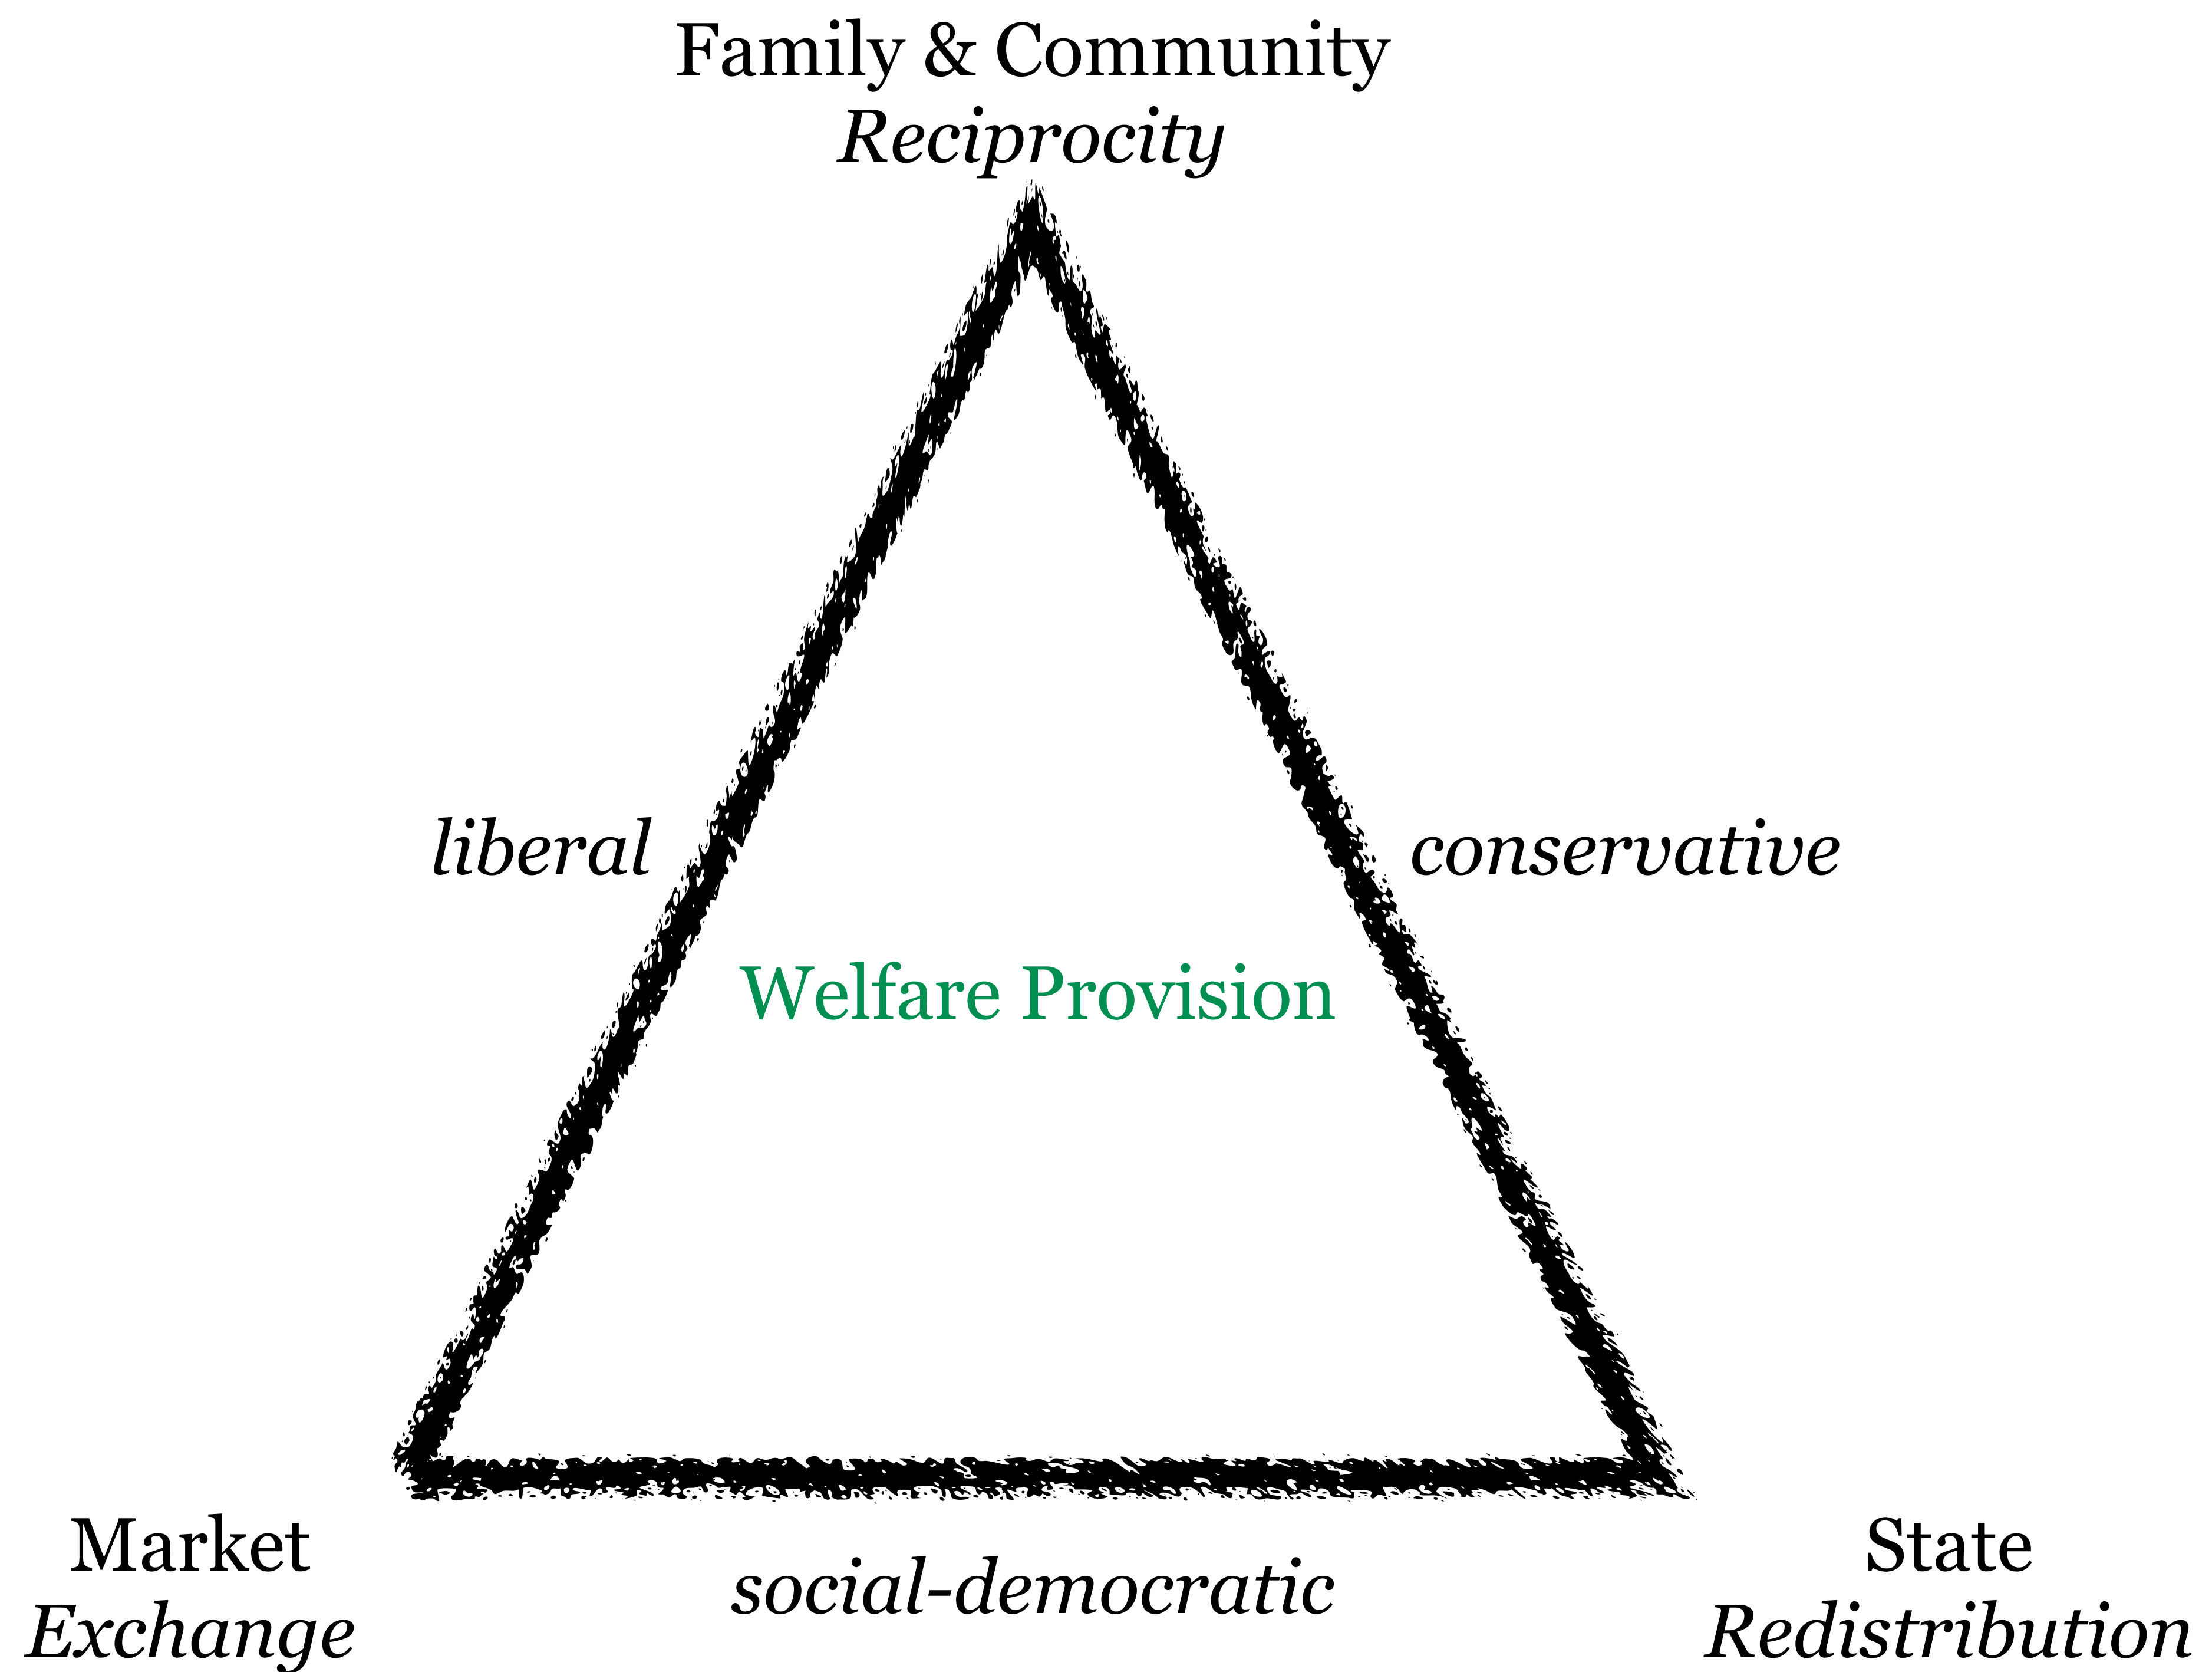 Family & Community
Reciprocity
liberal
conservative
Welfare Provision
Market
Exchange
social-democratic
State
Redistribution